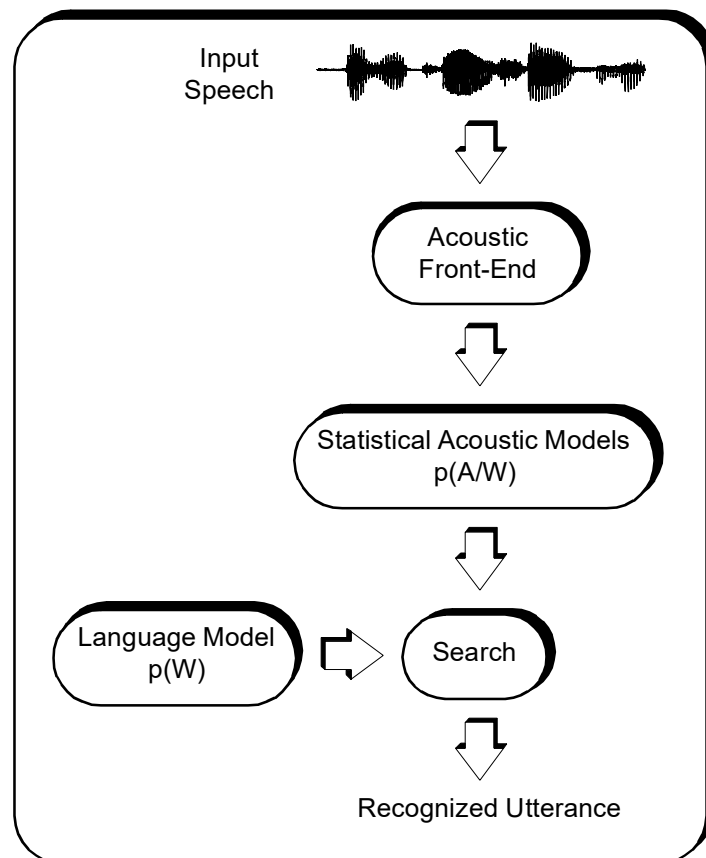 Input
Speech
Acoustic
Front-End
Statistical Acoustic Models
p(A/W)
Language Model
p(W)
Search
Recognized Utterance